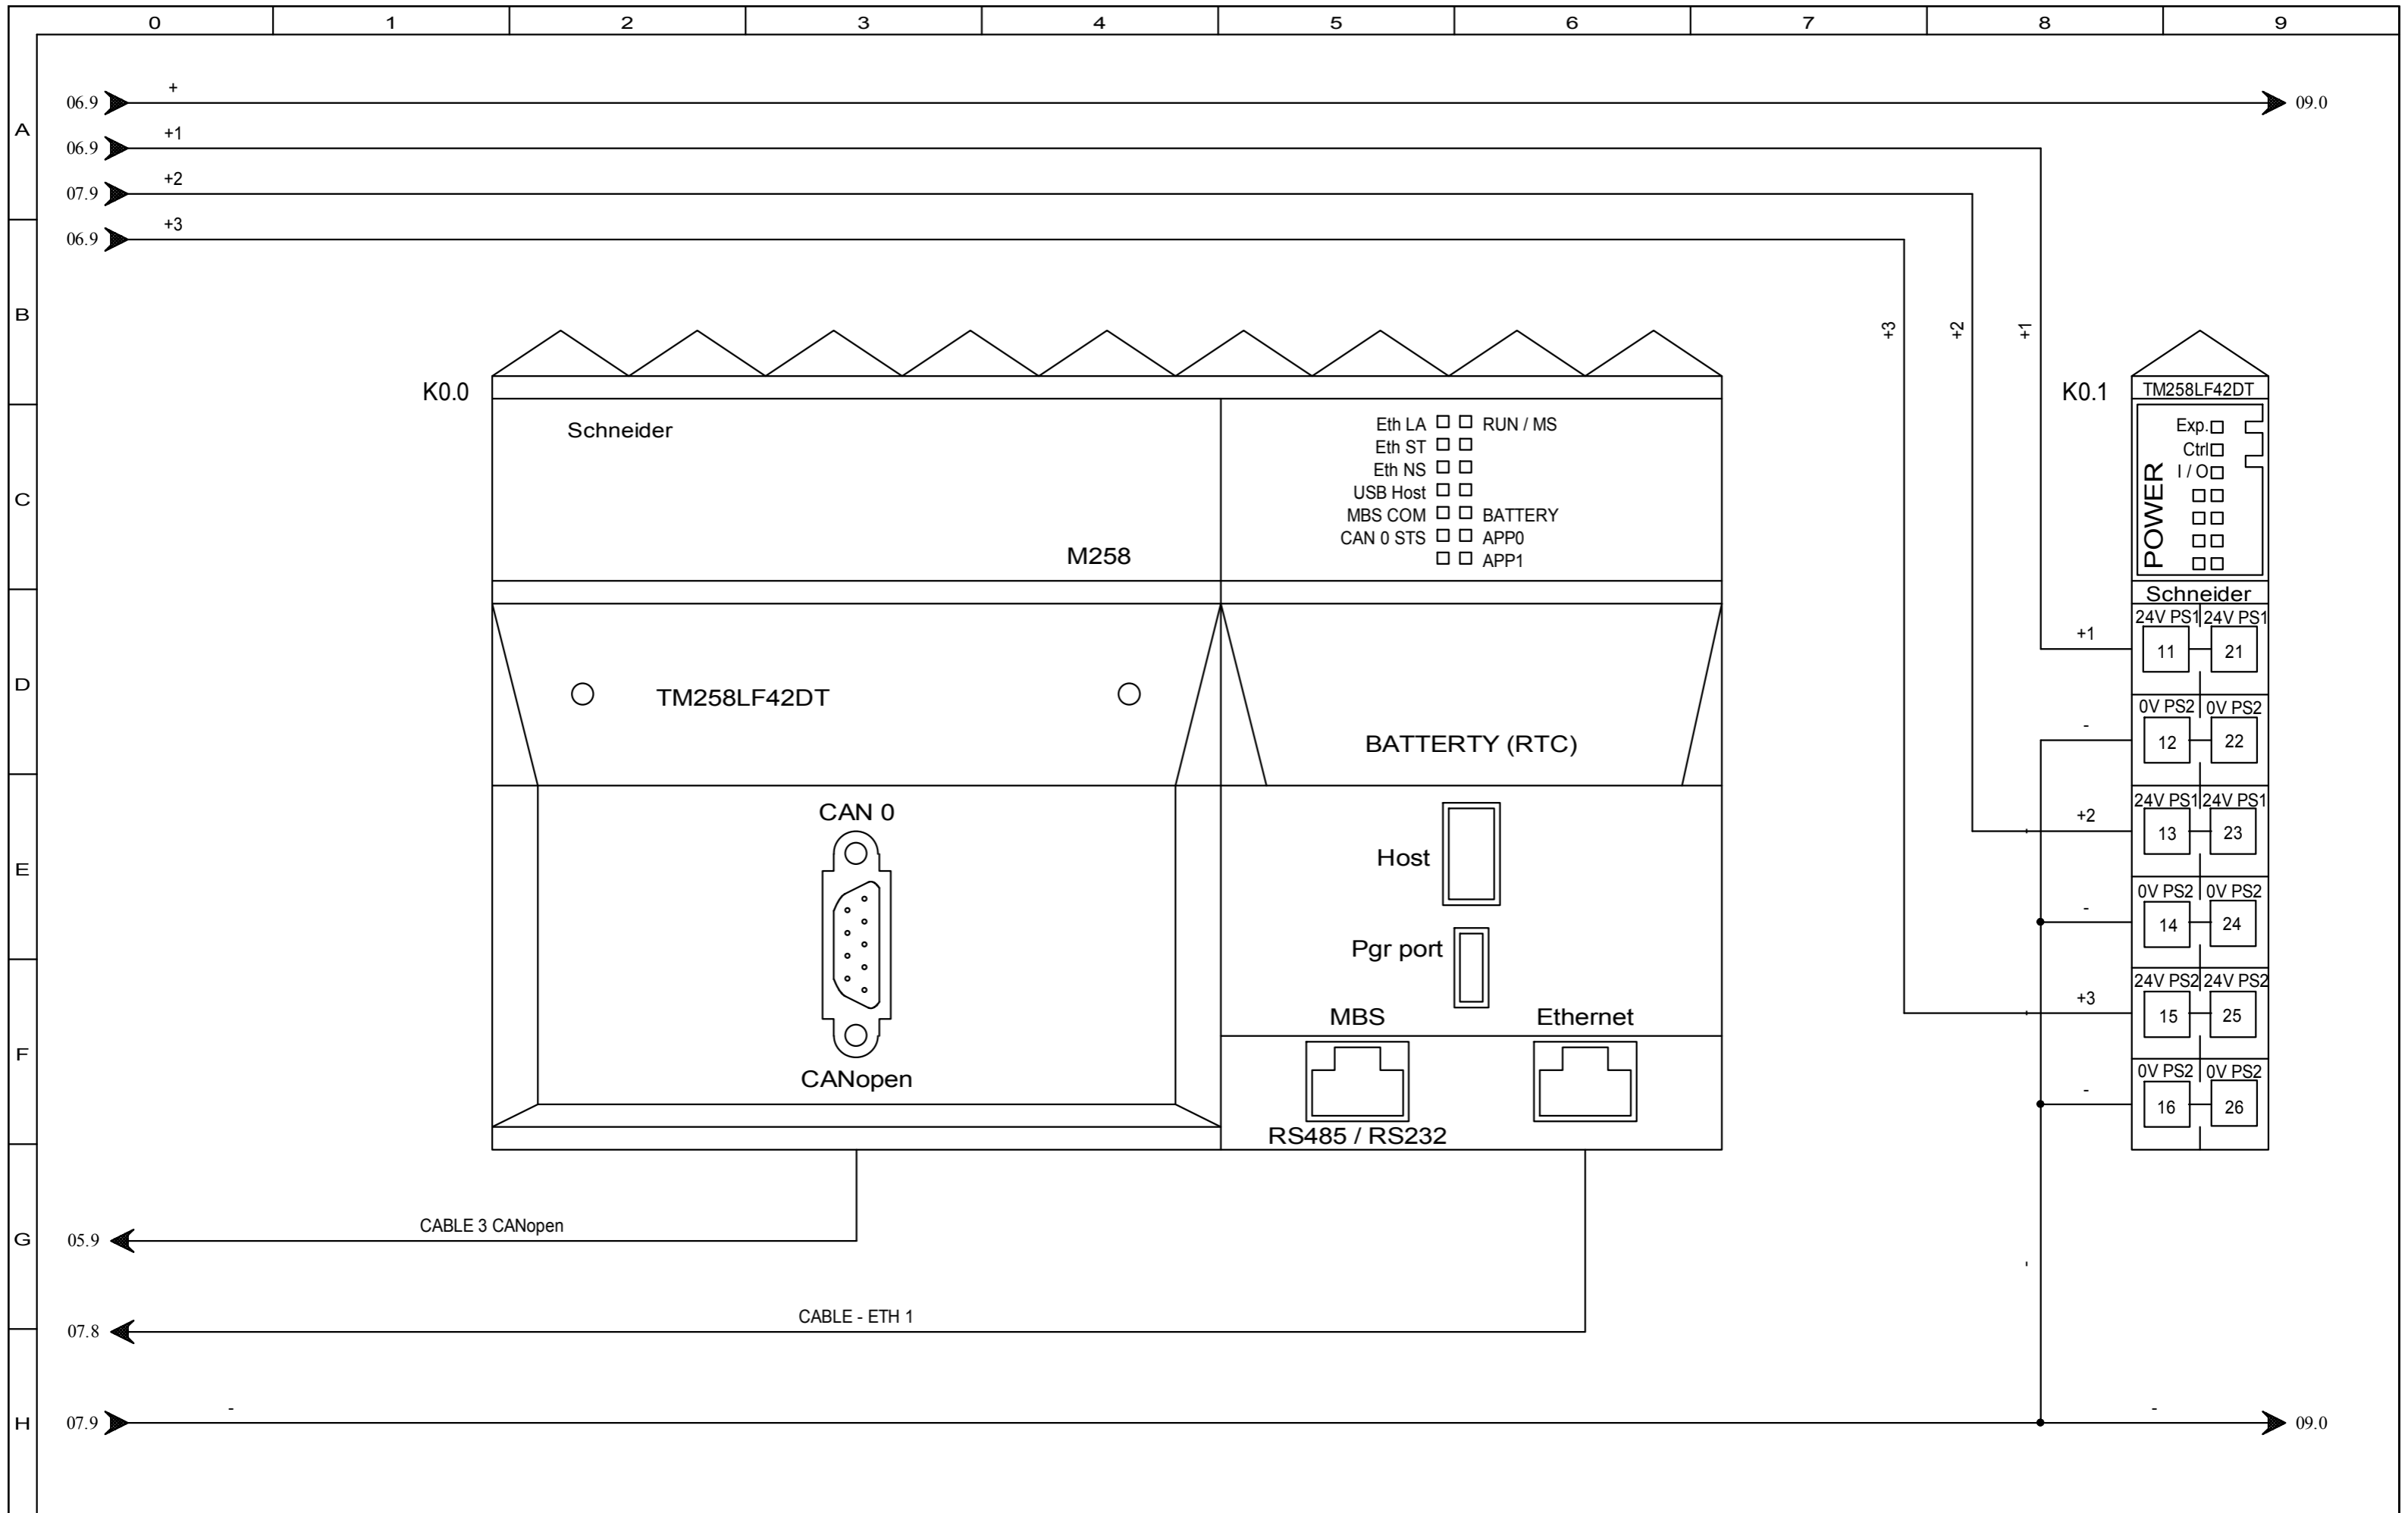 0 1 2 3 4 5 6 7 8 9
A
B
C
D
E
F
G
H
06.9 + 09.0
06.9 +1
07.9 +2
06.9 +3
+3 +2 +1
K0.0
Schneider
M258
Eth LA RUN / MS
Eth ST
Eth NS
USB Host
MBS COM BATTERY
CAN 0 STS APP0
APP1
TM258LF42DT
BATTERTY (RTC)
CAN 0
CANopen
Host
Pgr port
MBS Ethernet
RS485 / RS232
K0.1
TM258LF42DT
Exp.
Ctrl
I / O
POWER
Schneider
24V PS1 24V PS1
+1 11 21
0V PS2 0V PS2
- 12 22
24V PS1 24V PS1
+2 13 23
0V PS2 0V PS2
- 14 24
24V PS2 24V PS2
+3 15 25
0V PS2 0V PS2
- 16 26
05.9 CABLE 3 CANopen
-
07.8 CABLE - ETH 1
07.9 - - 09.0